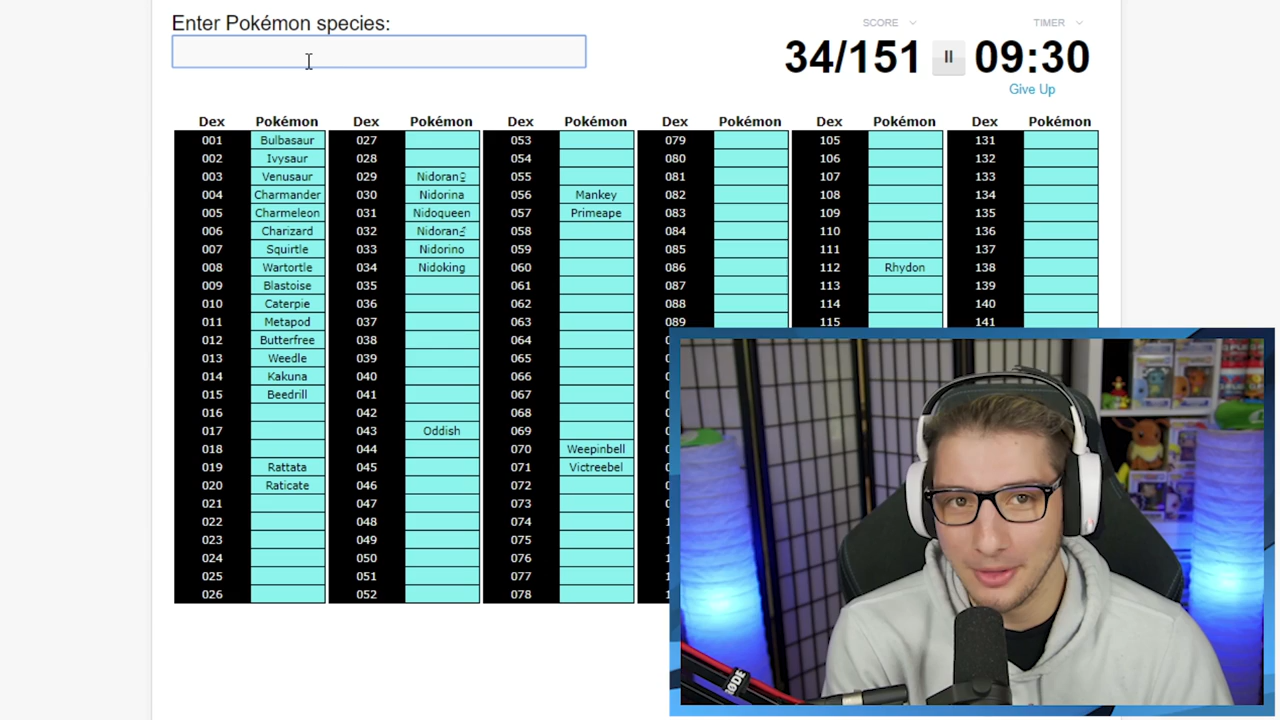 Enter Pokémon species:
SCORE TIMER
34/151 09:30
Give Up
Dex Pokémon Dex Pokémon Dex Pokémon Dex Pokémon Dex Pokémon Dex Pokémon
001 Bulbasaur 027 053 079 105 131
002 Ivysaur 028 054 080 106 132
003 Venusaur 029 Nidoran♀ 055 081 107 133
004 Charmander 030 Nidorina 056 Mankey 082 108 134
005 Charmeleon 031 Nidoqueen 057 Primeape 083 109 135
006 Charizard 032 Nidoran♂ 058 084 110 136
007 Squirtle 033 Nidorino 059 085 111 137
008 Wartortle 034 Nidoking 060 086 112 Rhydon 138
009 Blastoise 035 061 087 113 139
010 Caterpie 036 062 088 114 140
011 Metapod 037 063 089 115 141
012 Butterfree 038 064
013 Weedle 039 065
014 Kakuna 040 066
015 Beedrill 041 067
016 042 068
017 043 Oddish 069
018 044 070 Weepinbell
019 Rattata 045 071 Victreebel
020 Raticate 046 072
021 047 073
022 048 074
023 049 075
024 050 076
025 051 077
026 052 078
RØDE